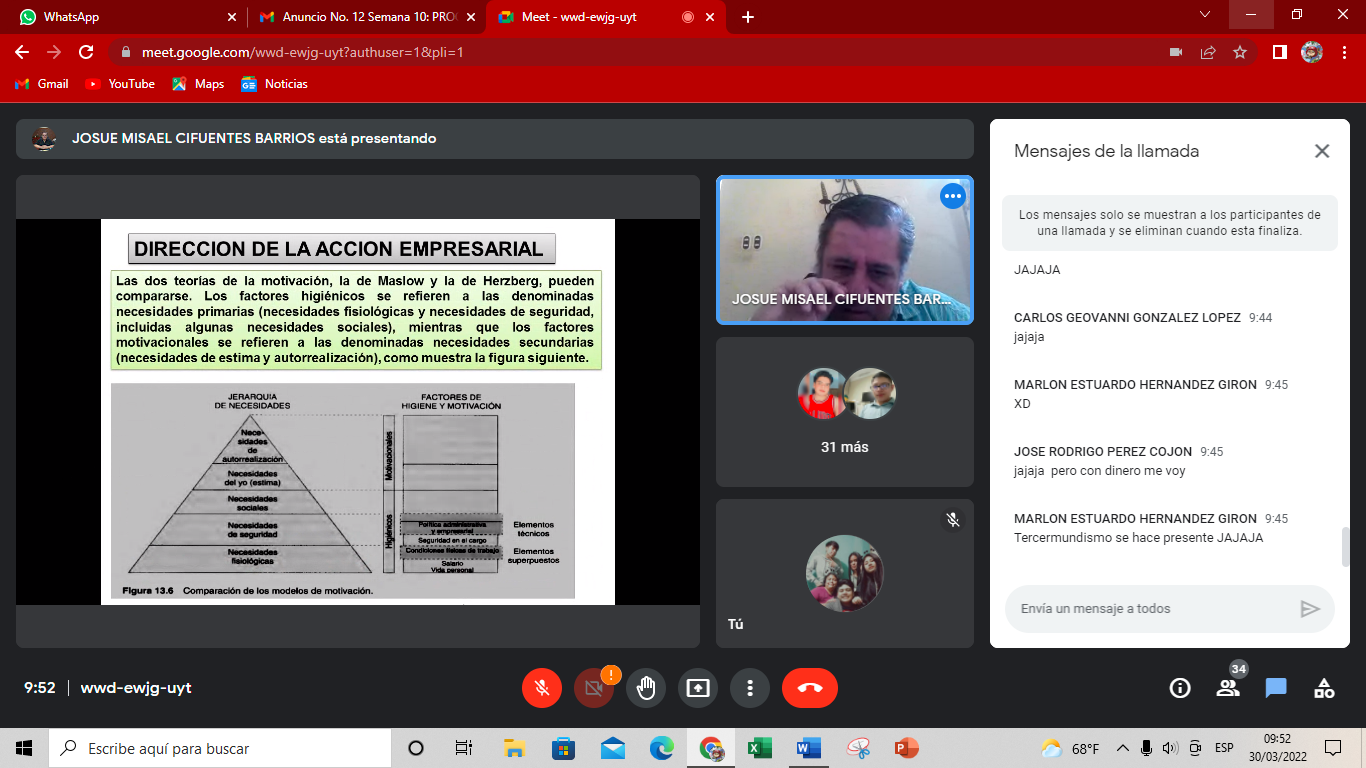 WhatsApp
Anuncio No. 12 Semana 10: PRO
Meet - wwd-ewjg-uyt
meet.google.com/wwd-ewjg-uyt?authuser=1&pli=1
Gmail
YouTube
Maps
Noticias
JOSUE MISAEL CIFUENTES BARRIOS está presentando
DIRECCION DE LA ACCION EMPRESARIAL
Las dos teorías de la motivación, la de Maslow y la de Herzberg, pueden
compararse. Los factores higiénicos se refieren a las denominadas
necesidades primarias (necesidades fisiológicas y necesidades de seguridad,
incluidas algunas necesidades sociales), mientras que los factores
motivacionales se refieren a las denominadas necesidades secundarias
(necesidades de estima y autorrealización), como muestra la figura siguiente.
JERARQUIA
DE NECESIDADES
Nece-
sidades
de
autorrealización
Necesidades
del yo (estima)
Necesidades
sociales
Necesidades
de seguridad
Necesidades
fisiológicas
FACTORES DE
HIGIENE Y MOTIVACIÓN
Motivacionales
Higiénicos
Política administrativa
y empresarial
Seguridad en el cargo
Condiciones físicas de trabajo
Salario
Vida personal
Elementos
técnicos
Elementos
superpuestos
Figura 13.6 Comparación de los modelos de motivación.
JOSUE MISAEL CIFUENTES BAR...
31 más
Tú
Mensajes de la llamada
Los mensajes solo se muestran a los participantes de
una llamada y se eliminan cuando esta finaliza.
JAJAJA
CARLOS GEOVANNI GONZALEZ LOPEZ 9:44
jajaja
MARLON ESTUARDO HERNANDEZ GIRON 9:45
XD
JOSE RODRIGO PEREZ COJON 9:45
jajaja pero con dinero me voy
MARLON ESTUARDO HERNANDEZ GIRON 9:45
Tercermundismo se hace presente JAJAJA
Envía un mensaje a todos
9:52 | wwd-ewjg-uyt
34
Escribe aquí para buscar
68°F
ESP
09:52
30/03/2022